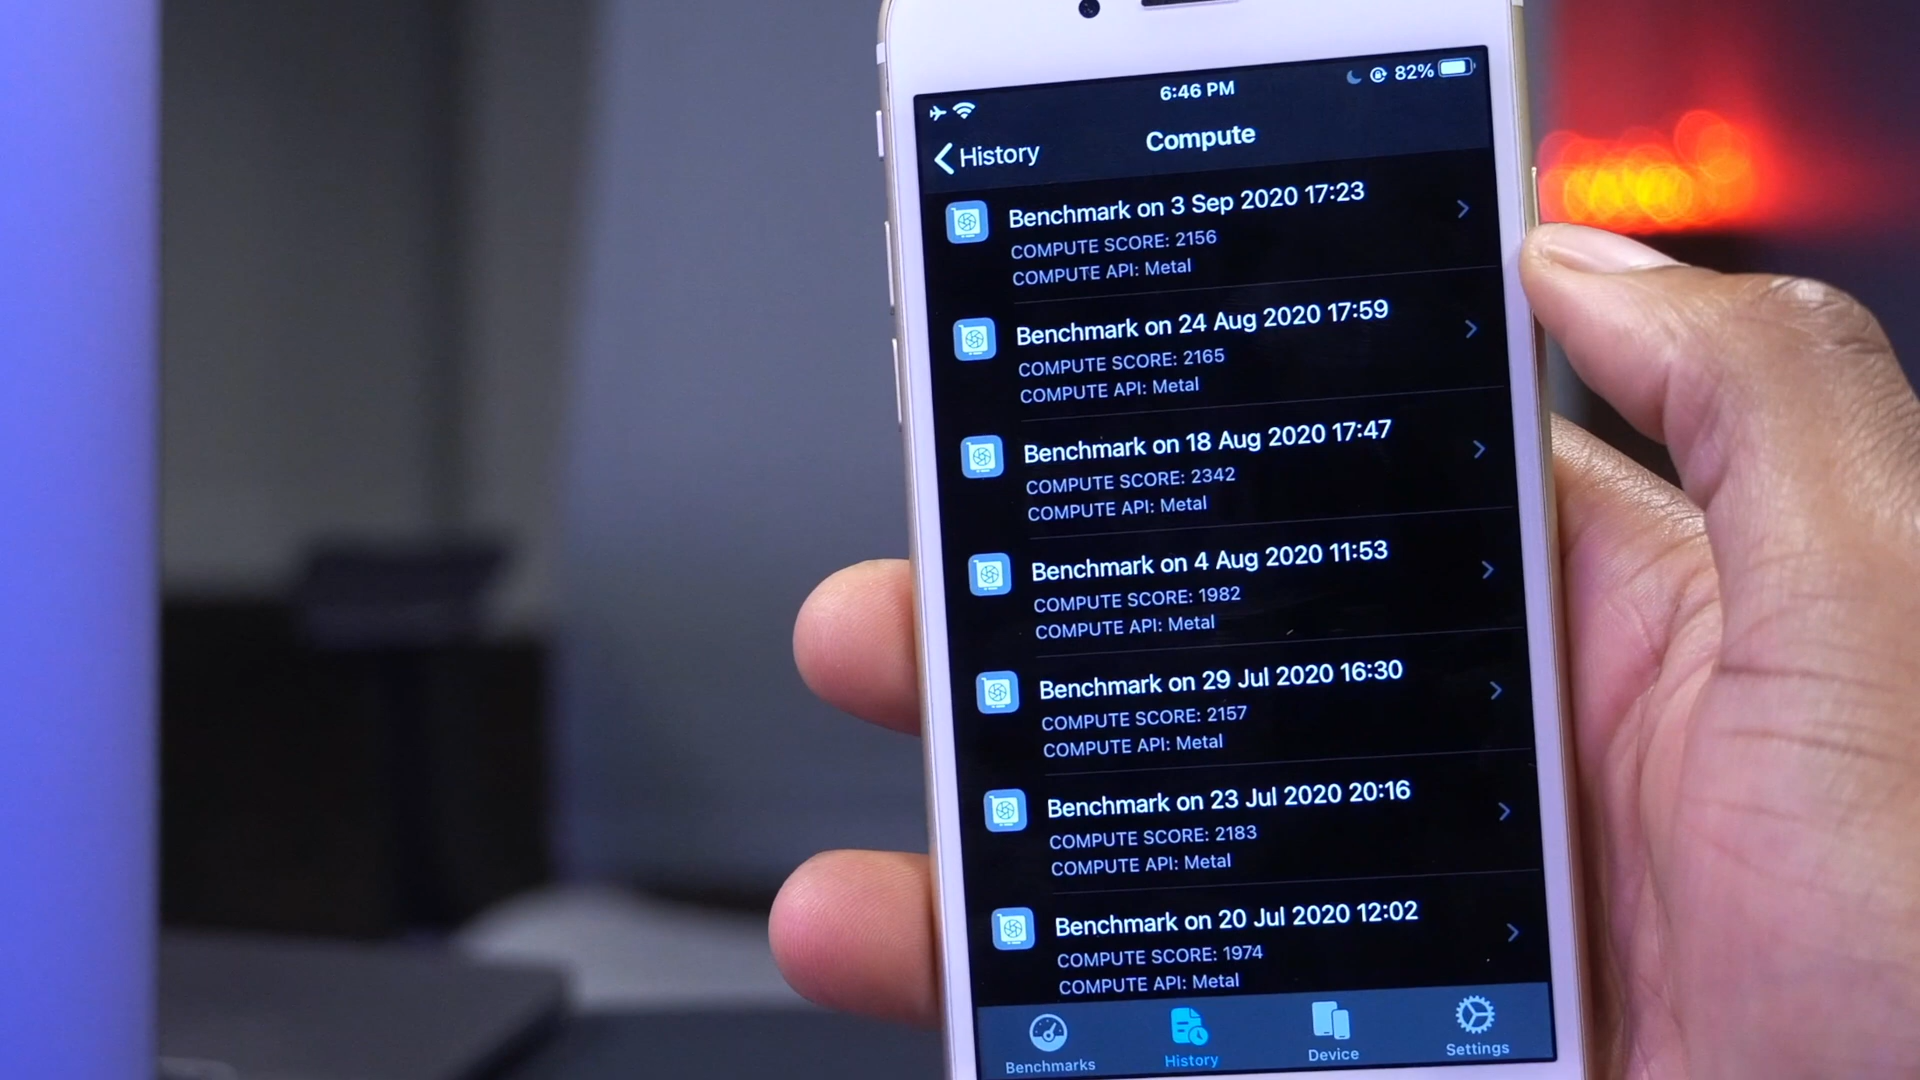 6:46 PM
82%
History
Compute
Benchmark on 3 Sep 2020 17:23
COMPUTE SCORE: 2156
COMPUTE API: Metal
Benchmark on 24 Aug 2020 17:59
COMPUTE SCORE: 2165
COMPUTE API: Metal
Benchmark on 18 Aug 2020 17:47
COMPUTE SCORE: 2342
COMPUTE API: Metal
Benchmark on 4 Aug 2020 11:53
COMPUTE SCORE: 1982
COMPUTE API: Metal
Benchmark on 29 Jul 2020 16:30
COMPUTE SCORE: 2157
COMPUTE API: Metal
Benchmark on 23 Jul 2020 20:16
COMPUTE SCORE: 2183
COMPUTE API: Metal
Benchmark on 20 Jul 2020 12:02
COMPUTE SCORE: 1974
COMPUTE API: Metal
Benchmarks
History
Device
Settings